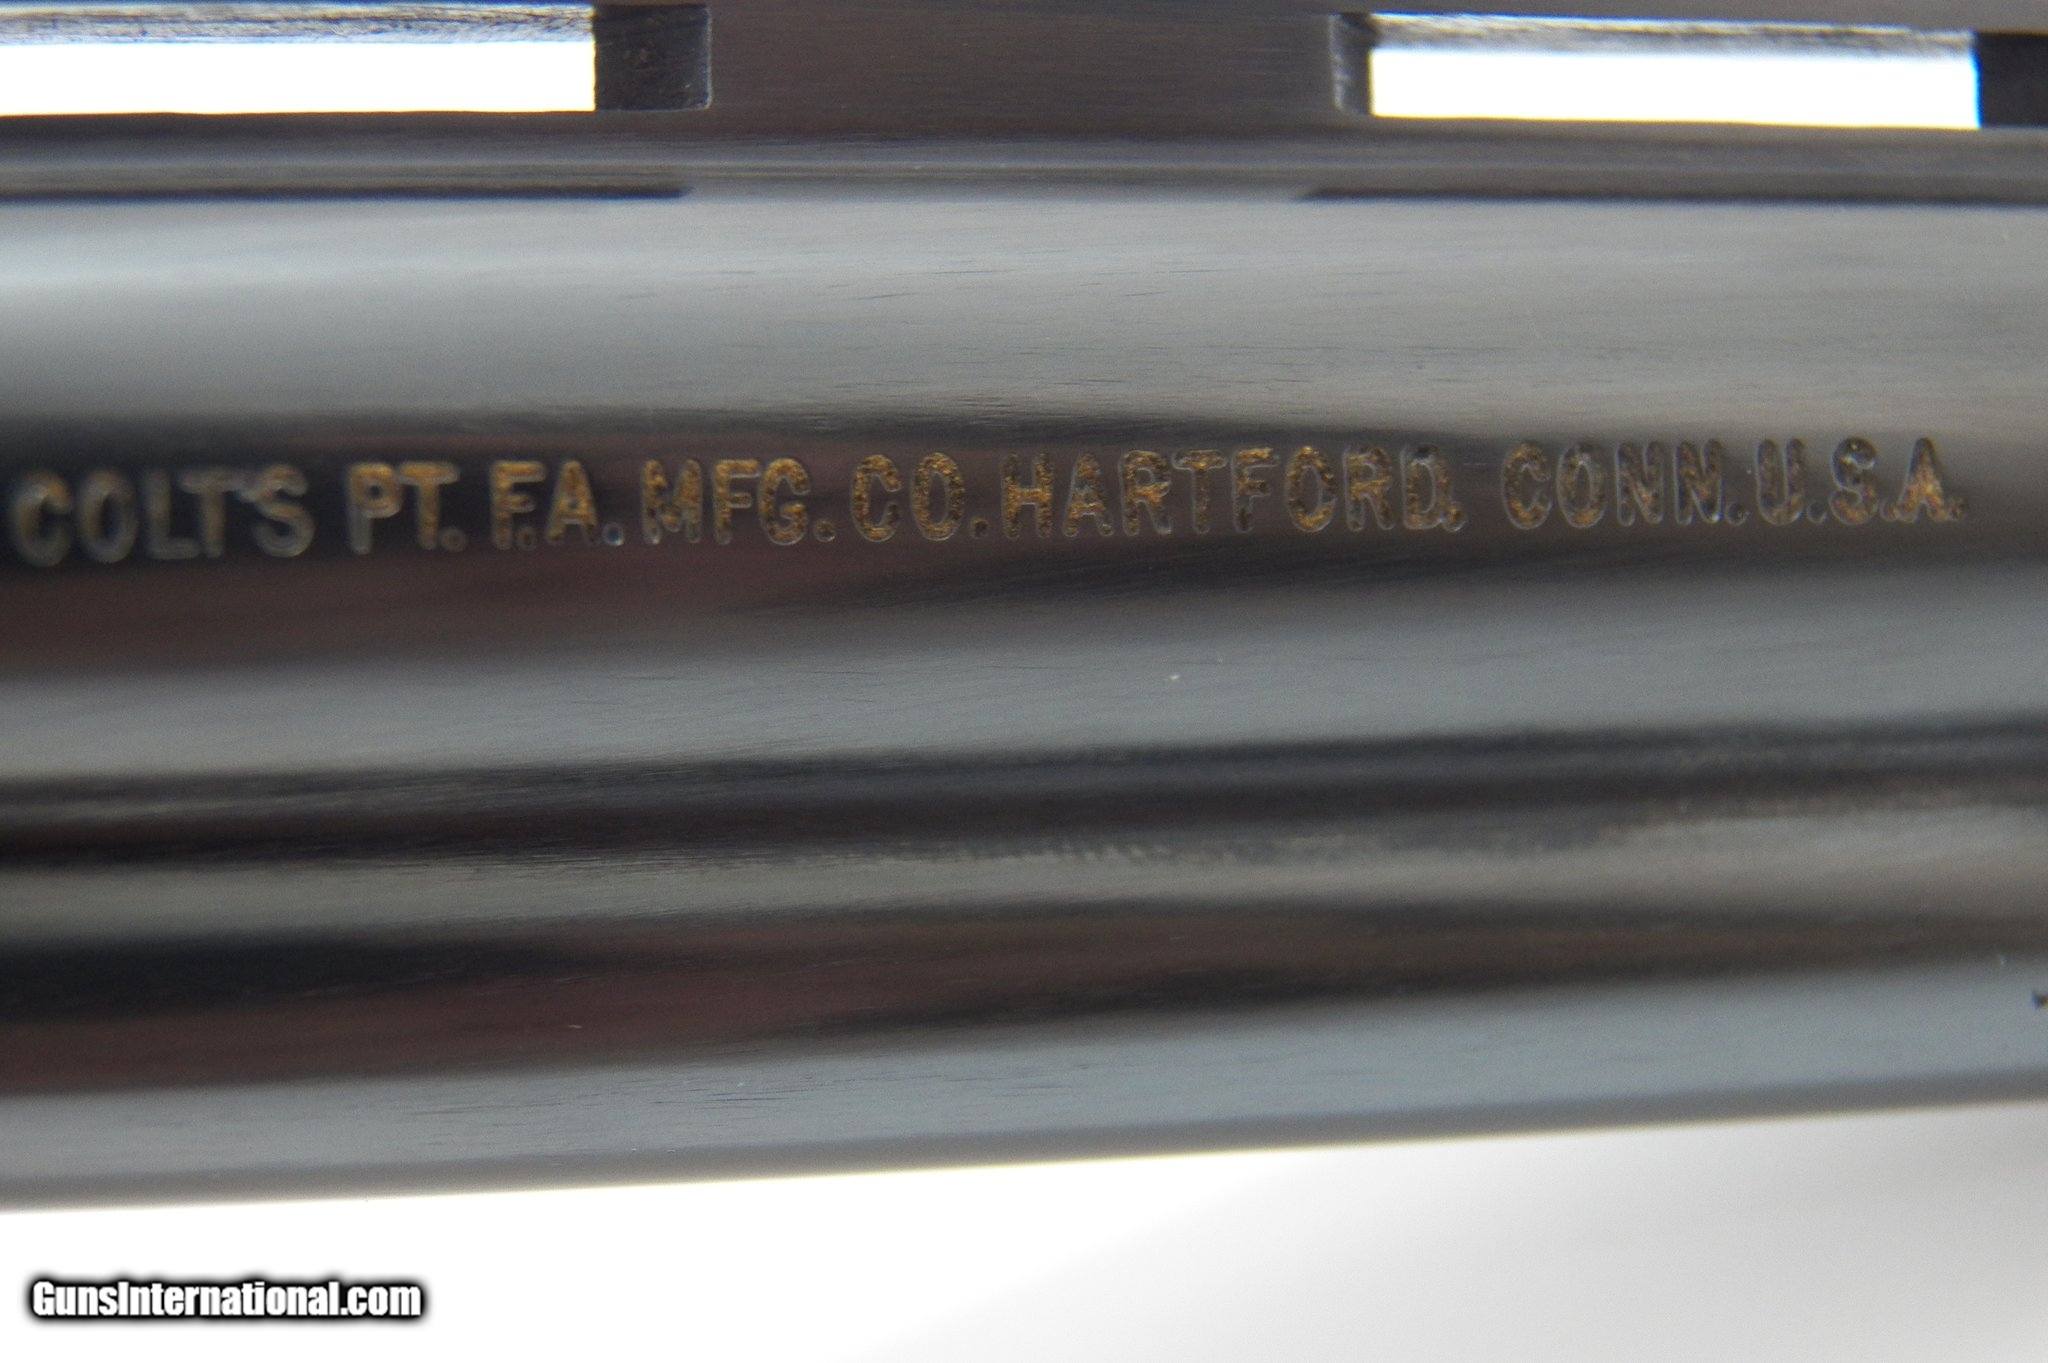 COLT'S PT. F.A. MFG. CO. HARTFORD. CONN. U.S.A.
GunsInternational.com